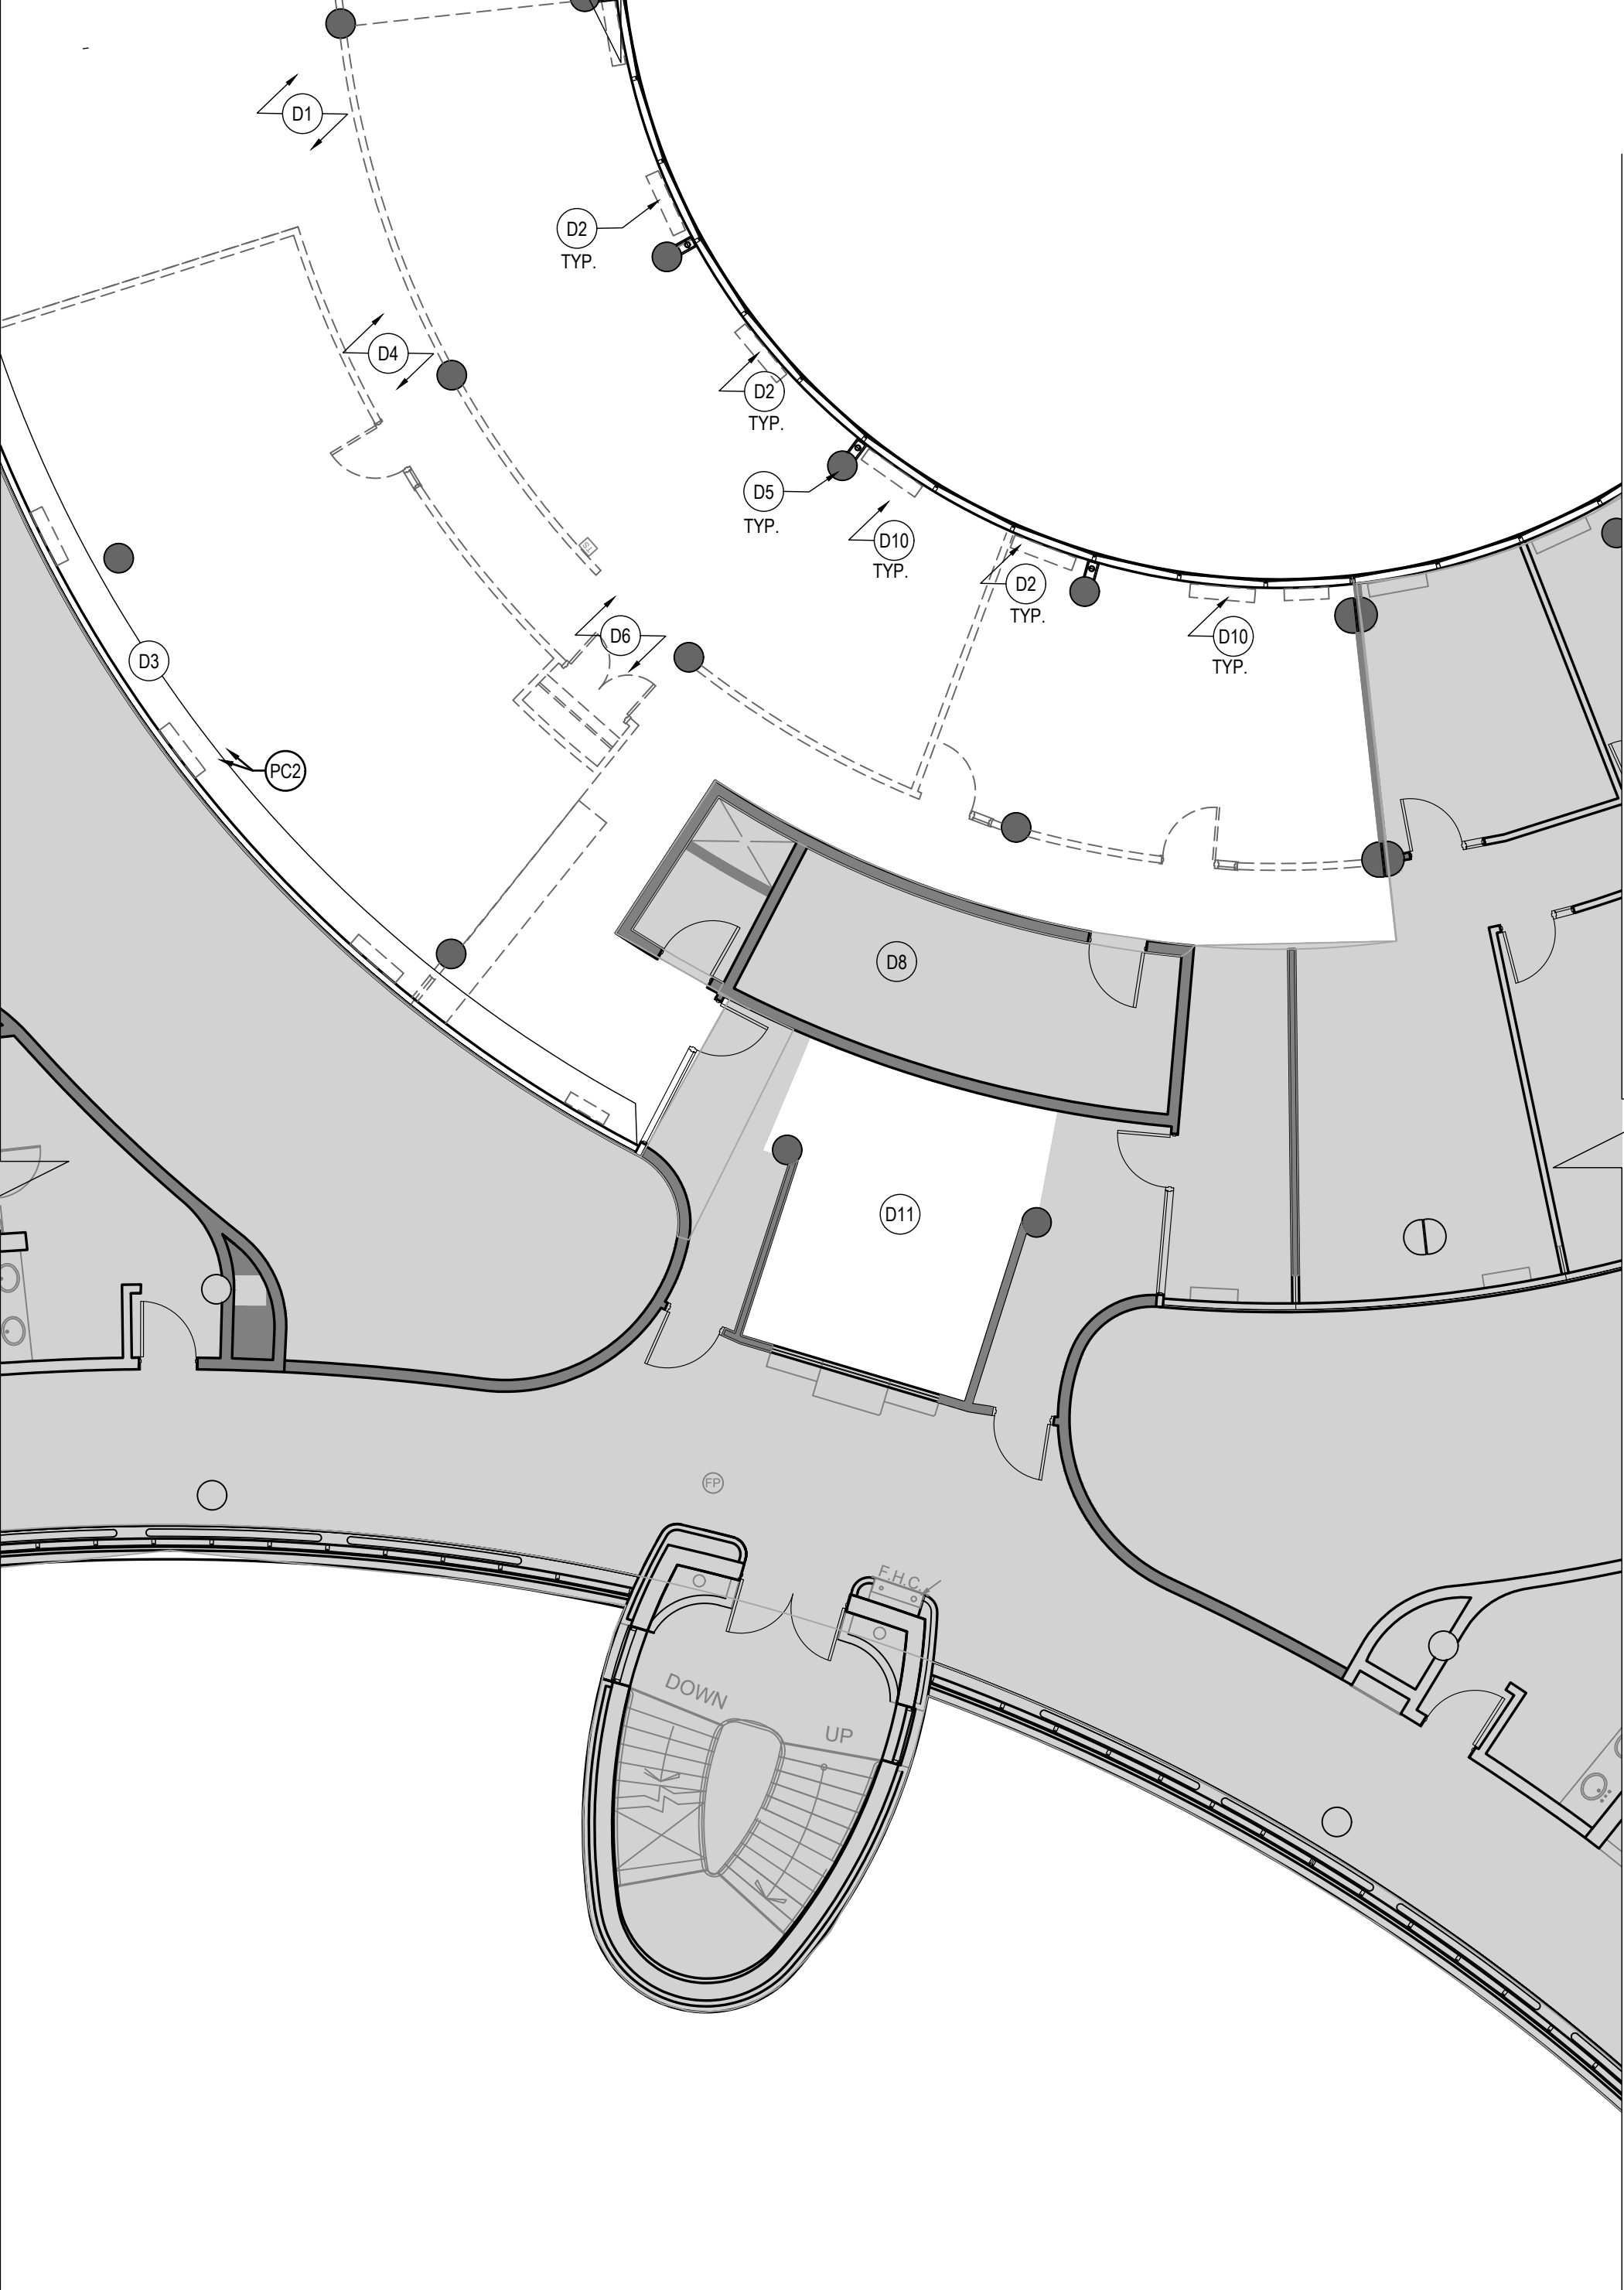 D1
D2
TYP.
D4
D2
TYP.
D5
TYP.
D10
TYP.
D2
TYP.
D6
D10
TYP.
D3
PC2
D8
D11
FP
F.H.C.
DOWN
UP